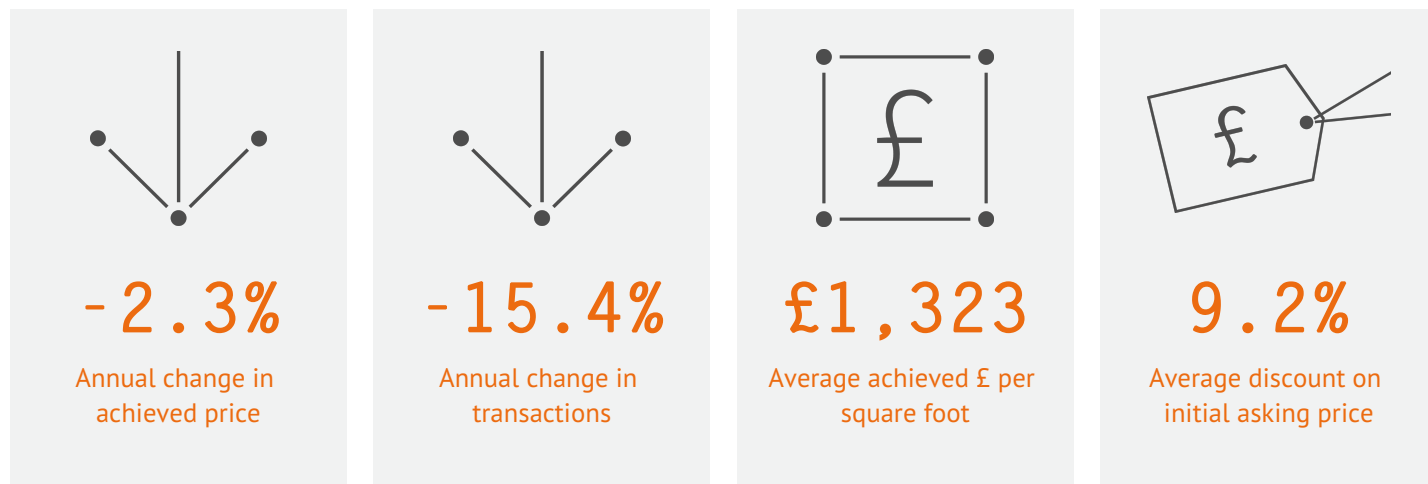 £
£
-2.3%
Annual change in
achieved price
-15.4%
Annual change in
transactions
£1,323
Average achieved £ per
square foot
9.2%
Average discount on
initial asking price